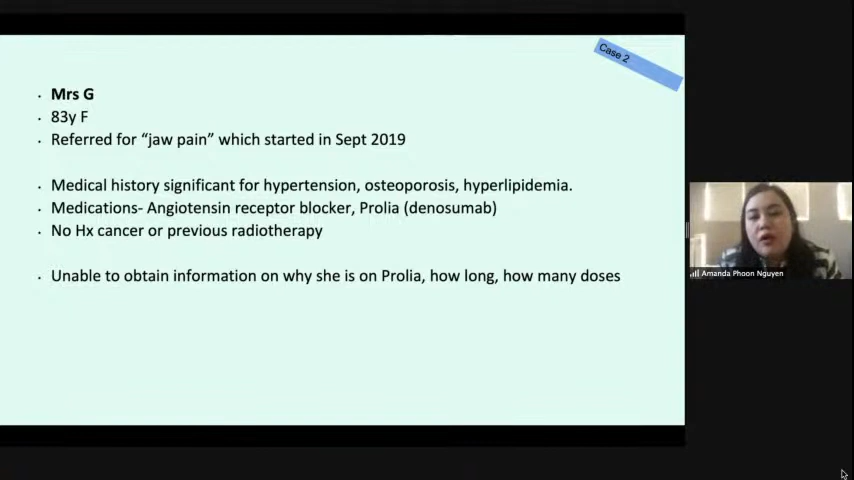 Case 2
Mrs G
83y F
Referred for “jaw pain” which started in Sept 2019
Medical history significant for hypertension, osteoporosis, hyperlipidemia.
Medications- Angiotensin receptor blocker, Prolia (denosumab)
No Hx cancer or previous radiotherapy
Unable to obtain information on why she is on Prolia, how long, how many doses
Amanda Phoon Nguyen